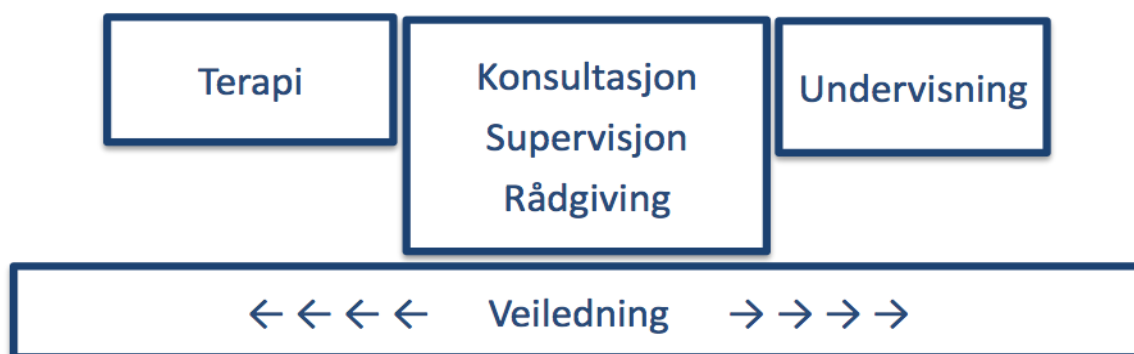 Terapi
Konsultasjon
Supervisjon
Rådgiving
Undervisning
← ← ← ← Veiledning → → → →